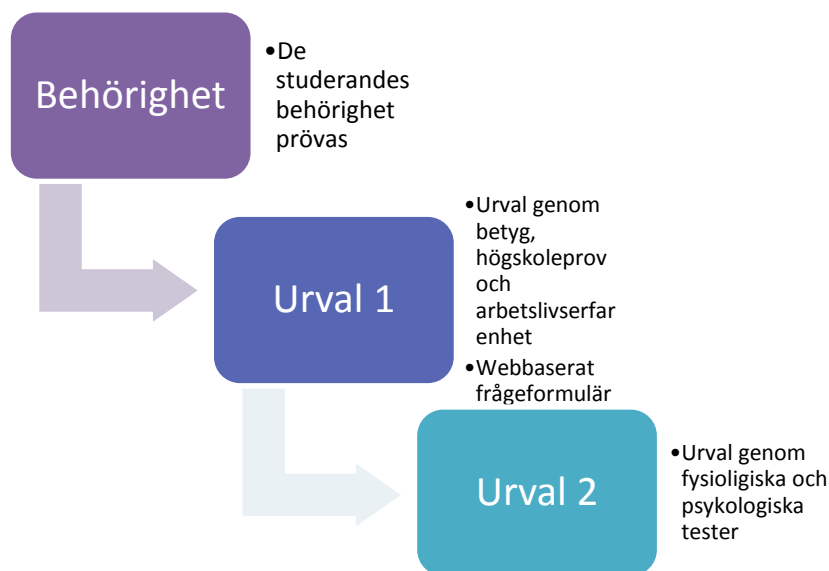 Behörighet
•De
studerandes
behörighet
prövas
Urval 1
•Urval genom
betyg,
högskoleprov
och
arbetslivserfar
enhet
•Webbaserat
frågeformulär
Urval 2
•Urval genom
fysioligiska och
psykologiska
tester